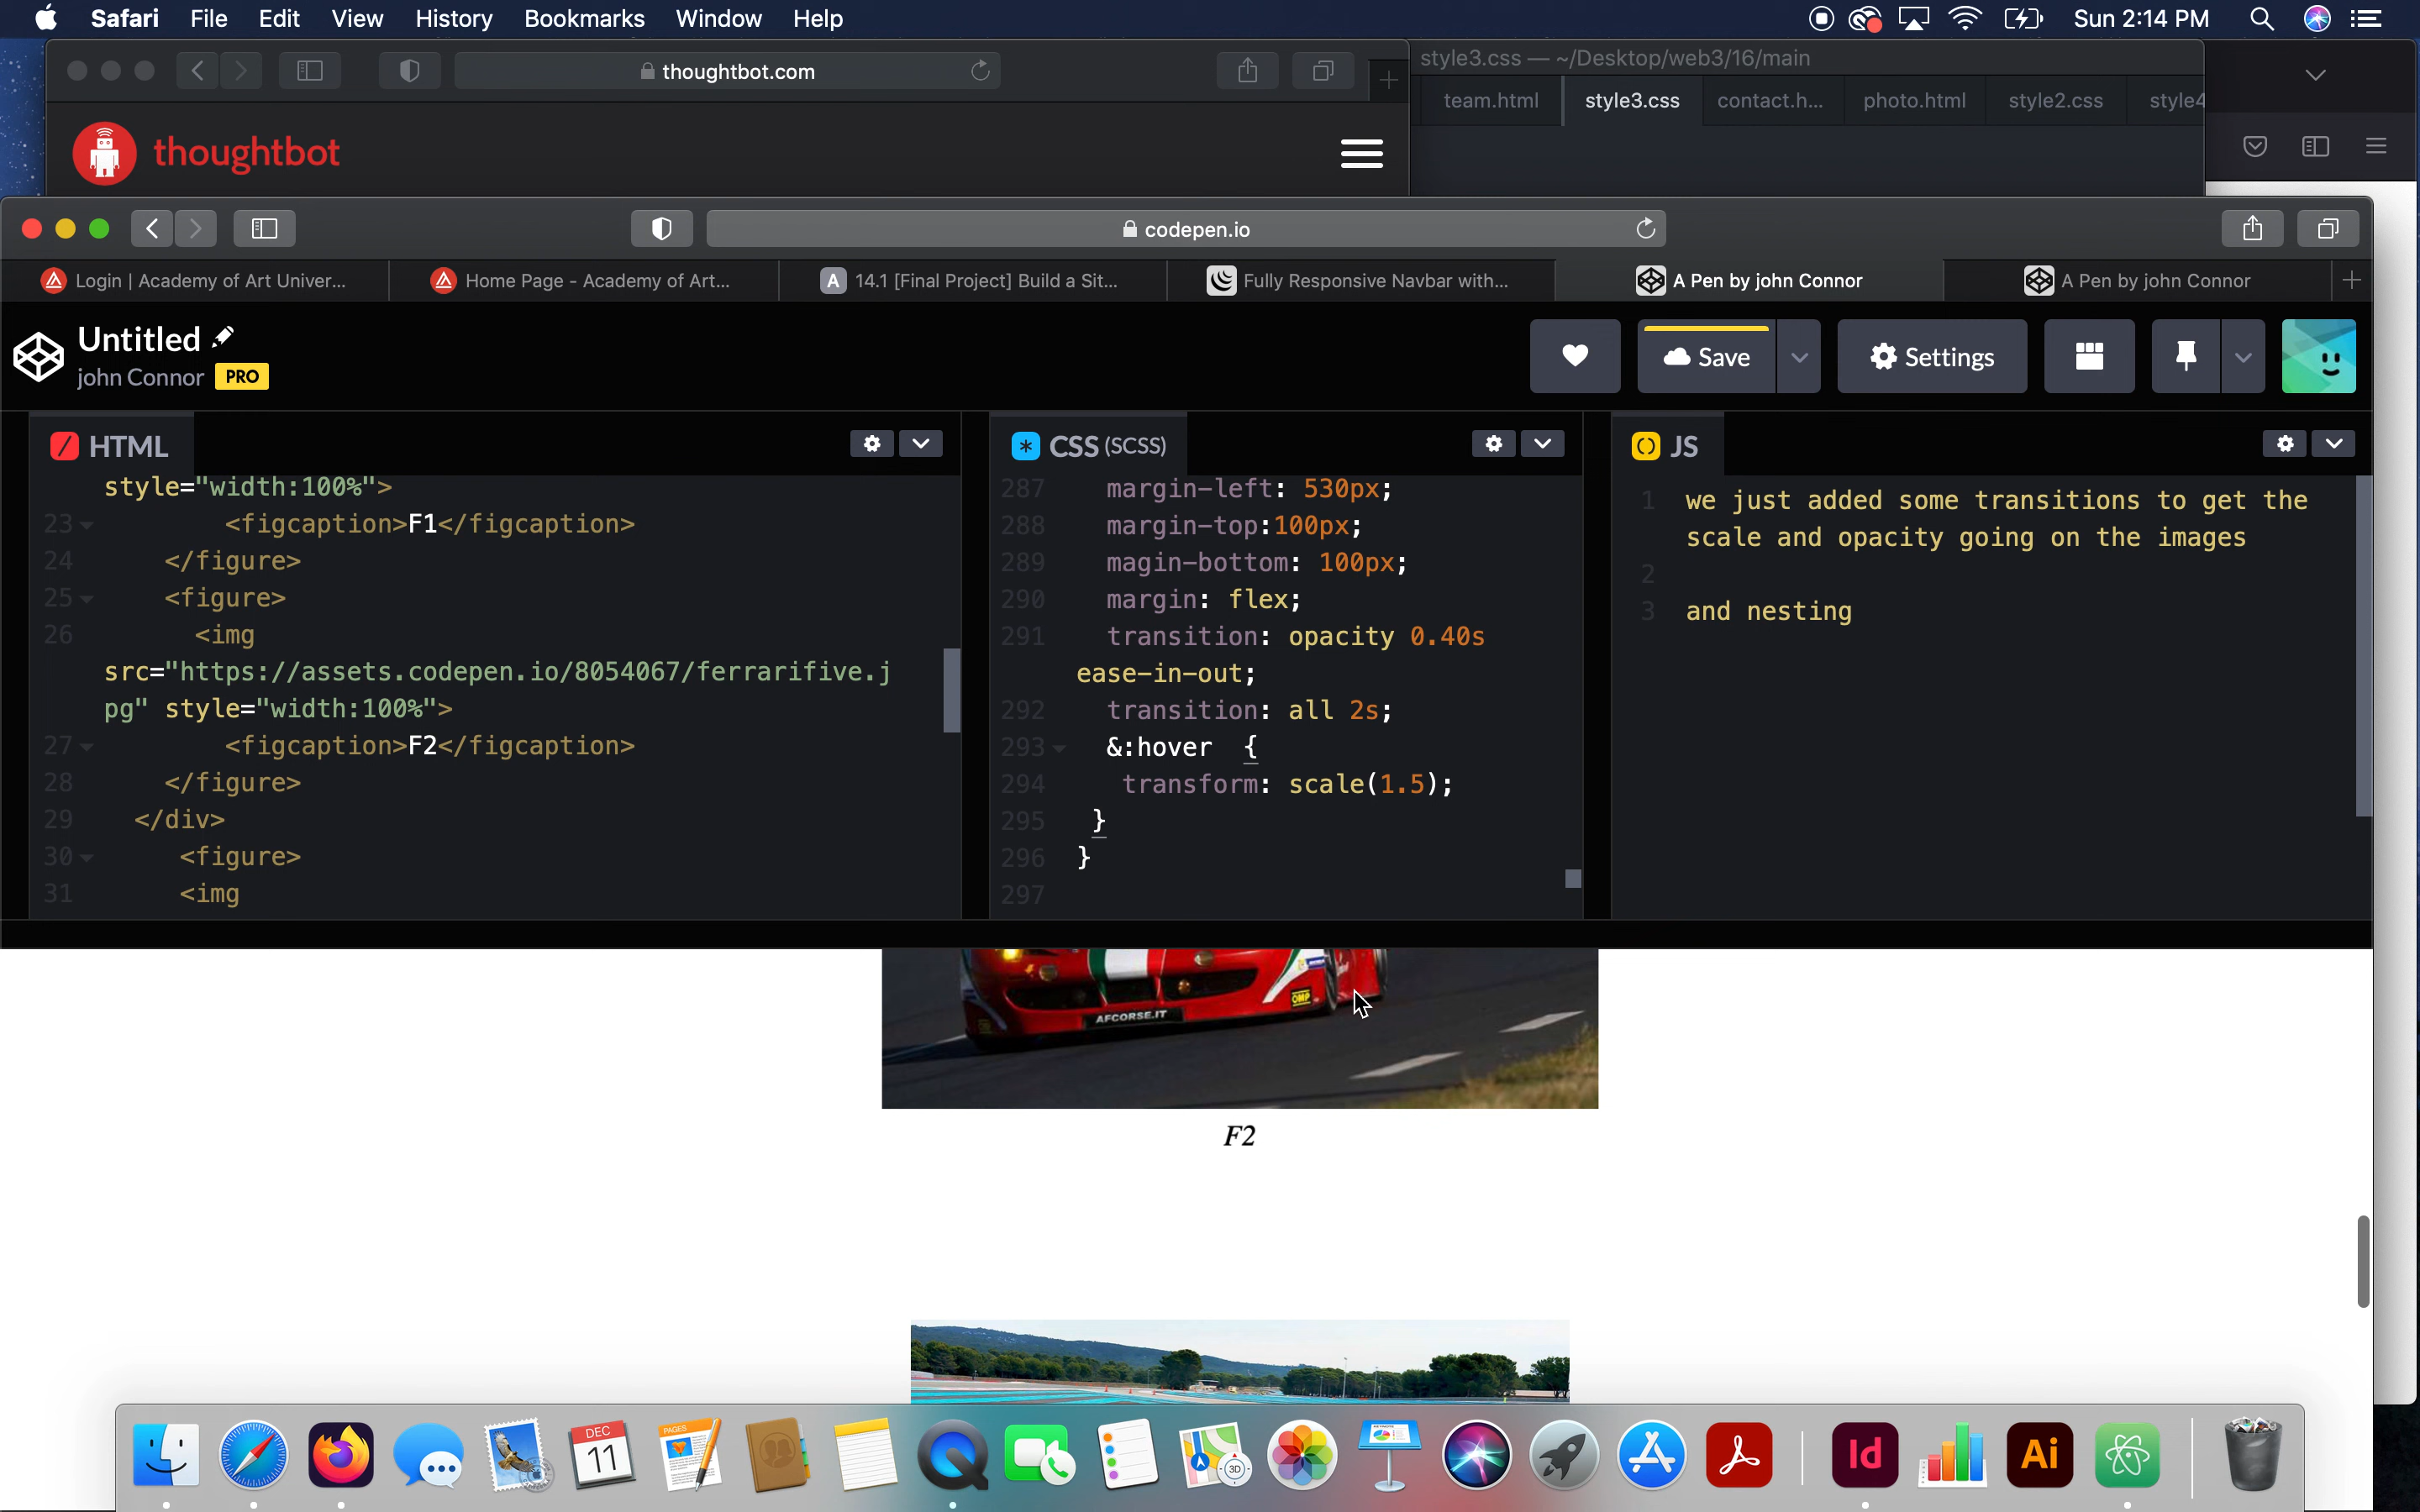 Safari File Edit View History Bookmarks Window Help Sun 2:14 PM
thoughtbot.com
style3.css — ~/Desktop/web3/16/main
team.html style3.css contact.h... photo.html style2.css style4
thoughtbot
codepen.io
Login | Academy of Art Univer... Home Page - Academy of Art... A 14.1 [Final Project] Build a Sit... Fully Responsive Navbar with... A Pen by john Connor A Pen by john Connor
Untitled
john Connor PRO
Save Settings
HTML
style="width:100%">
23 <figcaption>F1</figcaption>
24 </figure>
25 <figure>
26 <img
src="https://assets.codepen.io/8054067/ferrarifive.j
pg" style="width:100%">
27 <figcaption>F2</figcaption>
28 </figure>
29 </div>
30 <figure>
31 <img
CSS (SCSS)
287 margin-left: 530px;
288 margin-top:100px;
289 magin-bottom: 100px;
290 margin: flex;
291 transition: opacity 0.40s
ease-in-out;
292 transition: all 2s;
293 &:hover {
294 transform: scale(1.5);
295 }
296 }
297
JS
1 we just added some transitions to get the
scale and opacity going on the images
2
3 and nesting
OMP
AFCORSE.IT
F2
DEC
11
PAGES
3D
Id
Ai